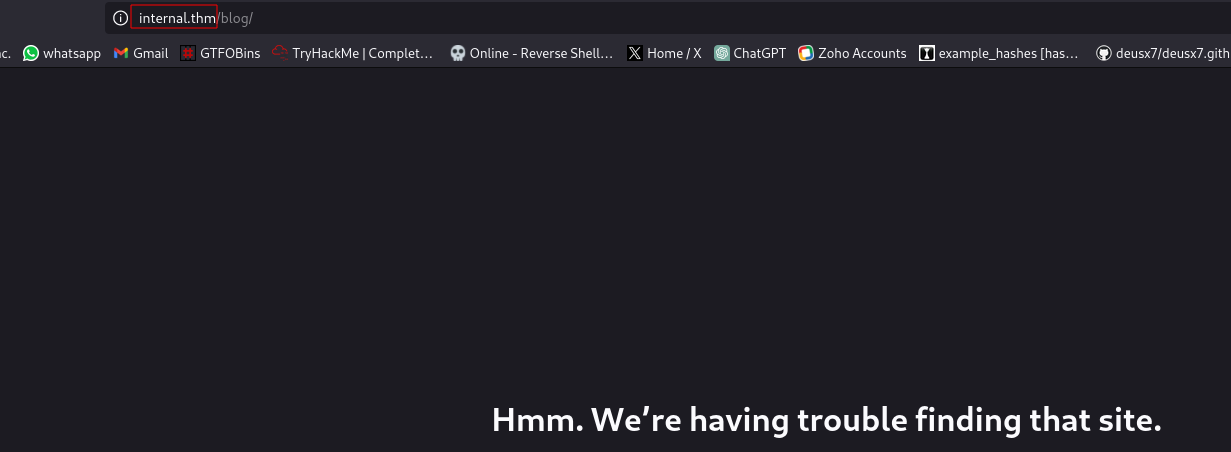 internal.thm/blog/
c. whatsapp Gmail GTFOBins TryHackMe | Complet… Online - Reverse Shell… Home / X ChatGPT Zoho Accounts example_hashes [has… deusx7/deusx7.gith
Hmm. We’re having trouble finding that site.